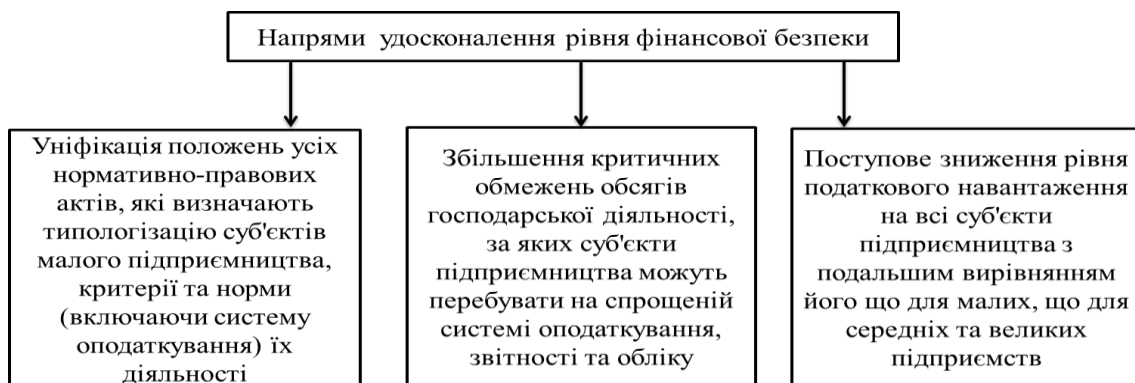 Напрями удосконалення рівня фінансової безпеки
Уніфікація положень усіх
нормативно-правових
актів, які визначають
типологізацію суб'єктів
малого підприємництва,
критерії та норми
(включаючи систему
оподаткування) їх
діяльності
Збільшення критичних
обмежень обсягів
господарської діяльності,
за яких суб'єкти
підприємництва можуть
перебувати на спрощеній
системі оподаткування,
звітності та обліку
Поступове зниження рівня
податкового навантаження
на всі суб'єкти
підприємництва з
подальшим вирівнянням
його що для малих, що для
середніх та великих
підприємств